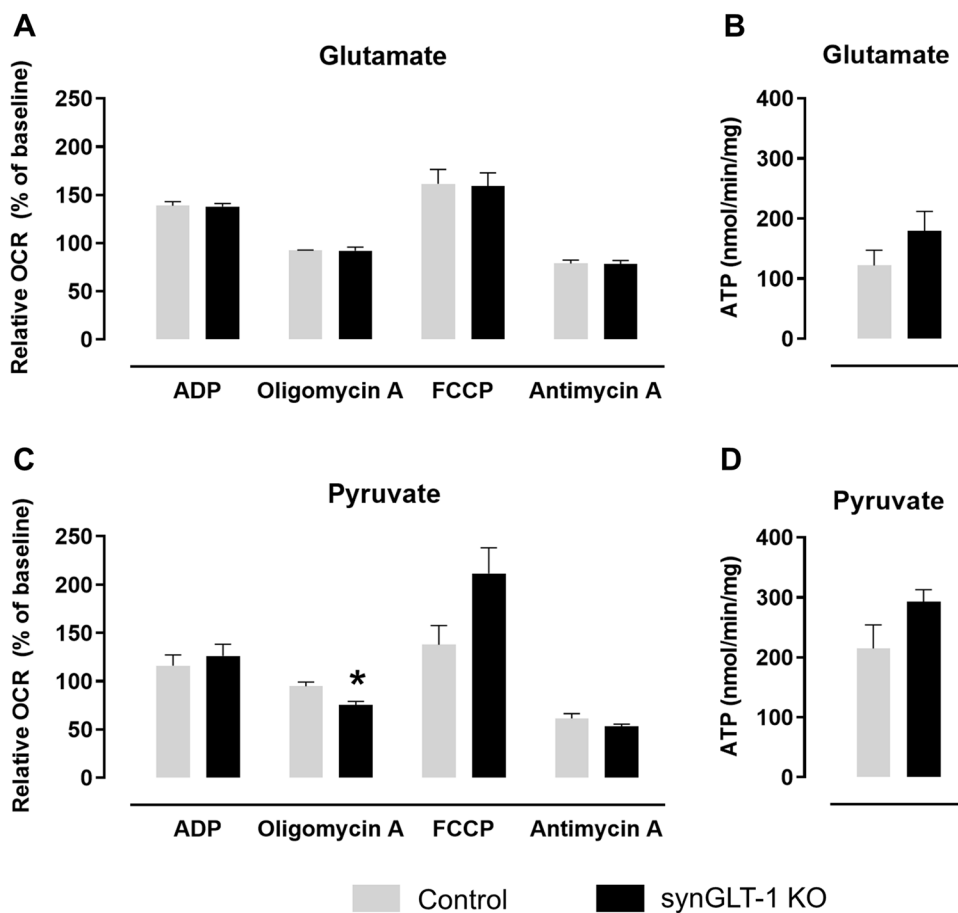 A
Glutamate
Relative OCR (% of baseline)
250
200
150
100
50
0
ADP Oligomycin A FCCP Antimycin A
B
Glutamate
ATP (nmol/min/mg)
400
300
200
100
0
C
Pyruvate
Relative OCR (% of baseline)
250
200
150
100
50
0
*
ADP Oligomycin A FCCP Antimycin A
D
Pyruvate
ATP (nmol/min/mg)
400
300
200
100
0
Control synGLT-1 KO